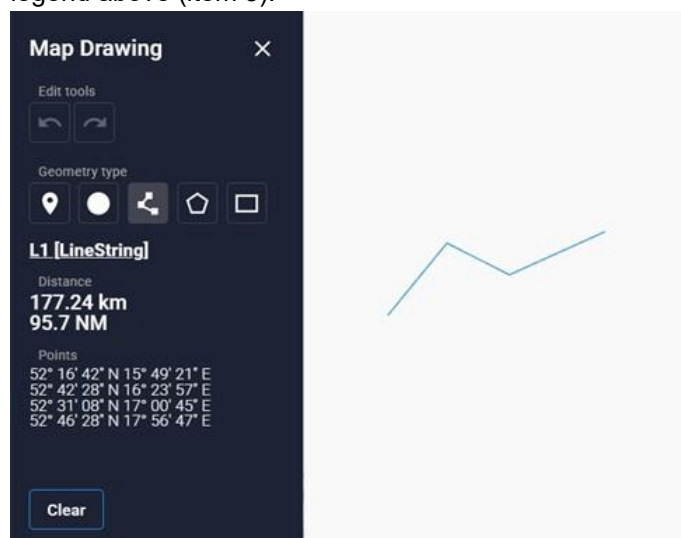 legend above (item 3).
Map Drawing
Edit tools
Geometry type
L1 [LineString]
Distance
177.24 km
95.7 NM
Points
52° 16' 42" N 15° 49' 21" E
52° 42' 28" N 16° 23' 57" E
52° 31' 08" N 17° 00' 45" E
52° 46' 28" N 17° 56' 47" E
Clear